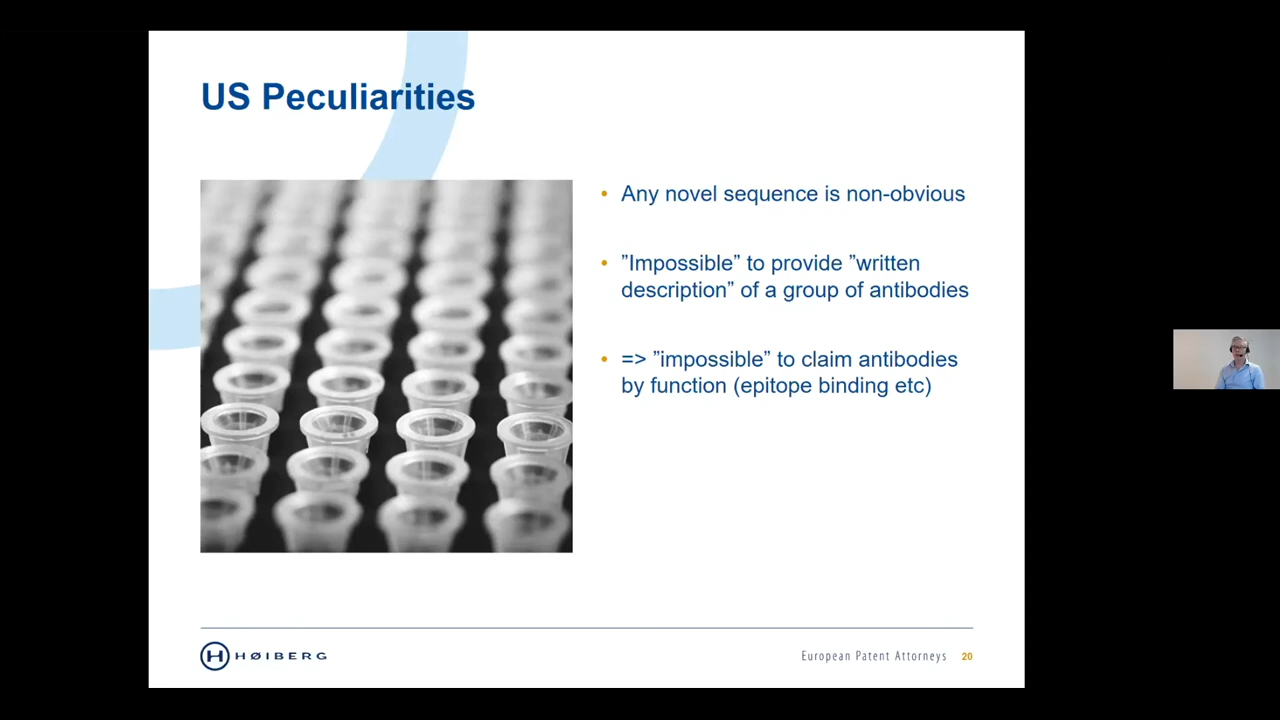 US Peculiarities
• Any novel sequence is non-obvious
• ”Impossible” to provide ”written
description” of a group of antibodies
• => ”impossible” to claim antibodies
by function (epitope binding etc)
H HØIBERG
European Patent Attorneys 20